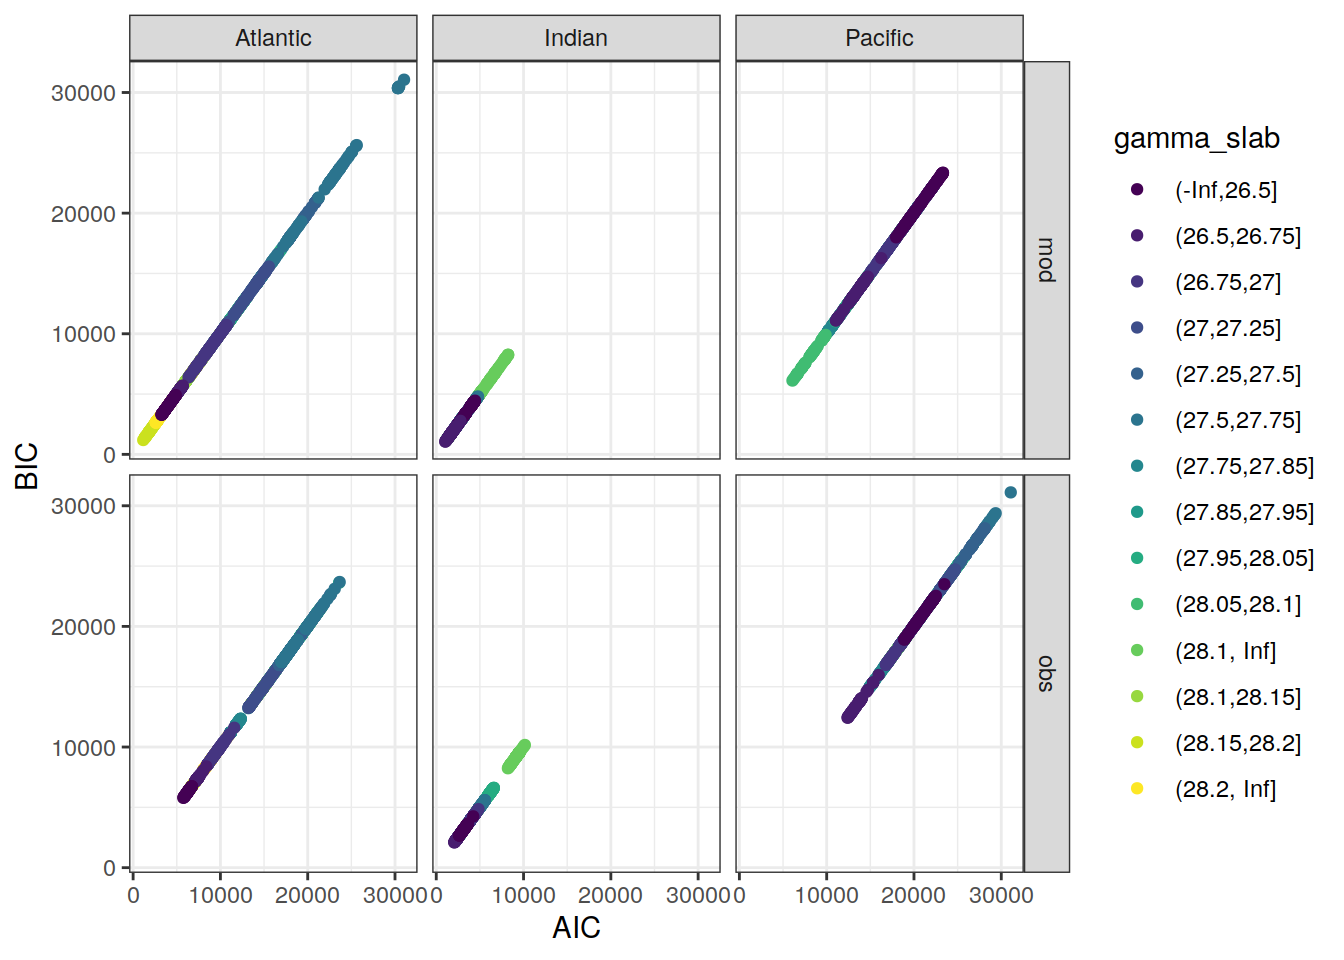 Atlantic Indian Pacific
30000
20000
10000
0
mod
30000
20000
10000
0
obs
BIC
0 10000 20000 30000 0 10000 20000 30000 0 10000 20000 30000
AIC
gamma_slab
(-Inf,26.5]
(26.5,26.75]
(26.75,27]
(27,27.25]
(27.25,27.5]
(27.5,27.75]
(27.75,27.85]
(27.85,27.95]
(27.95,28.05]
(28.05,28.1]
(28.1, Inf]
(28.1,28.15]
(28.15,28.2]
(28.2, Inf]